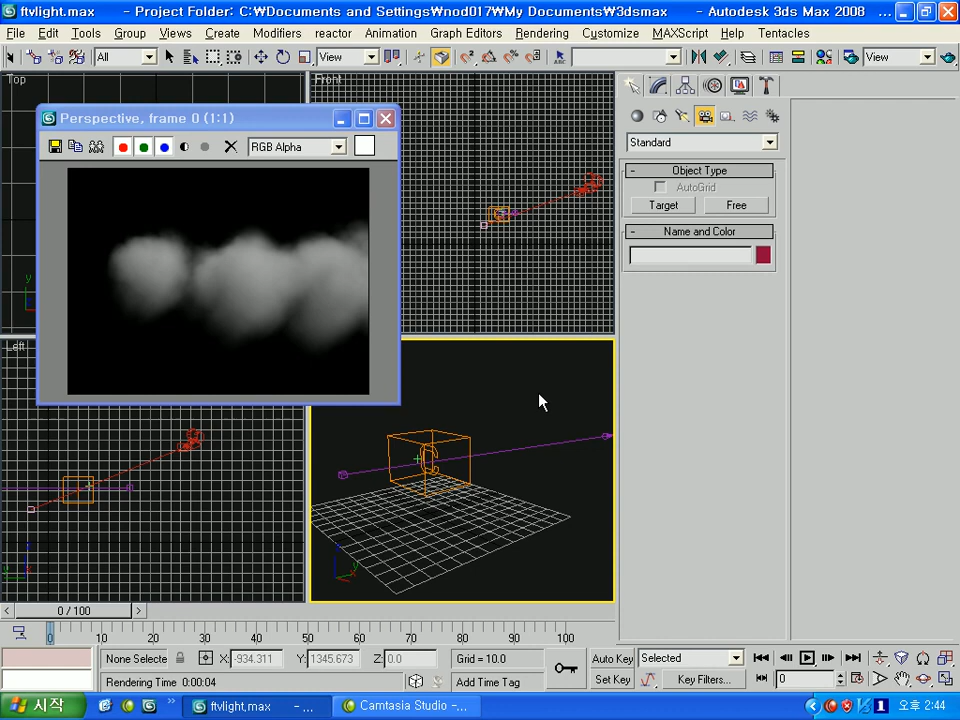 ftvlight.max - Project Folder: C:₩Documents and Settings₩nod017₩My Documents₩3dsmax - Autodesk 3ds Max 2008 ...
File Edit Tools Group Views Create Modifiers reactor Animation Graph Editors Rendering Customize MAXScript Help Tentacles
All View View
Top
Front
Perspective, frame 0 (1:1)
RGB Alpha
Standard
- Object Type
AutoGrid
Target Free
- Name and Color
y
Left
0 / 100
0 10 20 30 40 50 60 70 80 90 100
None Selecte X: -934.311 Y: 1345.673 Z: 0.0 Grid = 10.0 Auto Key Selected
Rendering Time 0:00:04 Add Time Tag Set Key Key Filters... 0
시작 ftvlight.max - ... Camtasia Studio -... 오후 2:44